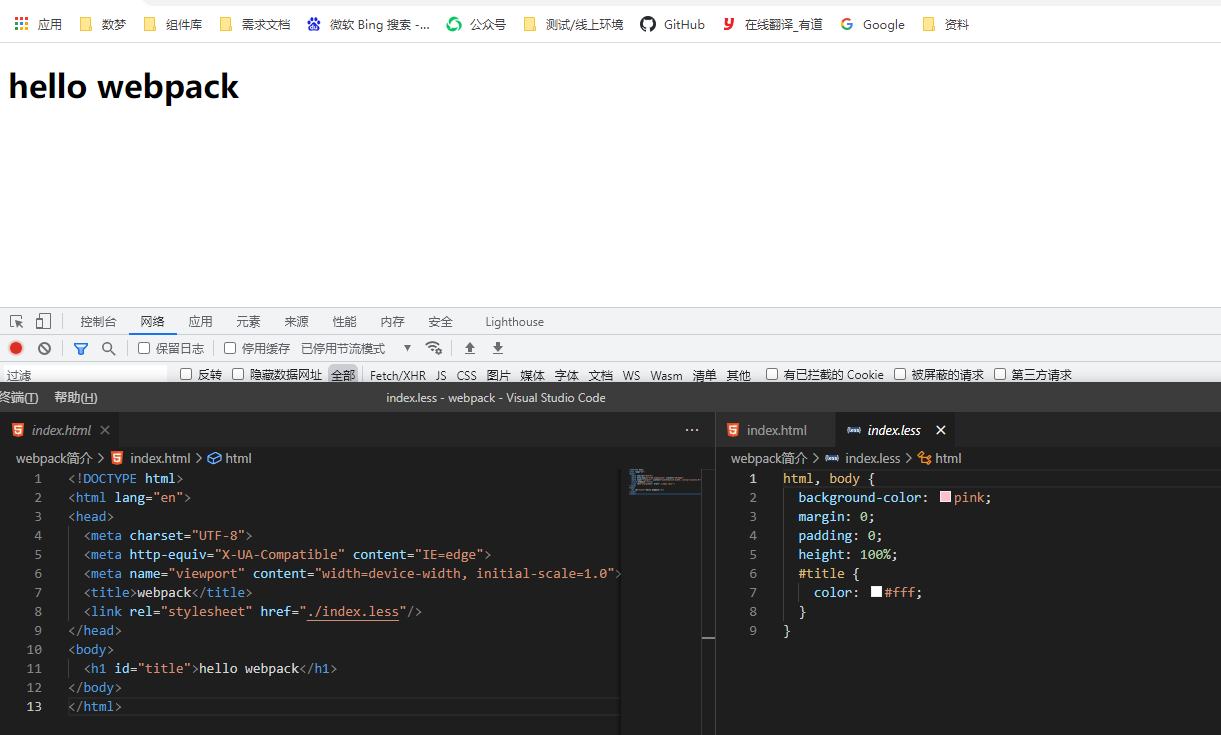 应用 数梦 组件库 需求文档 微软 Bing 搜索 -... 公众号 测试/线上环境 GitHub 在线翻译_有道 Google 资料
hello webpack
控制台 网络 应用 元素 来源 性能 内存 安全 Lighthouse
保留日志 停用缓存 已停用节流模式
过滤 反转 隐藏数据网址 全部 Fetch/XHR JS CSS 图片 媒体 字体 文档 WS Wasm 清单 其他 有已拦截的 Cookie 被屏蔽的请求 第三方请求
终端(T) 帮助(H) index.less - webpack - Visual Studio Code
index.html
webpack简介 > index.html > html
1 <!DOCTYPE html>
2 <html lang="en">
3 <head>
4 <meta charset="UTF-8">
5 <meta http-equiv="X-UA-Compatible" content="IE=edge">
6 <meta name="viewport" content="width=device-width, initial-scale=1.0">
7 <title>webpack</title>
8 <link rel="stylesheet" href="./index.less"/>
9 </head>
10 <body>
11 <h1 id="title">hello webpack</h1>
12 </body>
13 </html>
index.html index.less
webpack简介 > index.less > html
1 html, body {
2 background-color: pink;
3 margin: 0;
4 padding: 0;
5 height: 100%;
6 #title {
7 color: #fff;
8 }
9 }